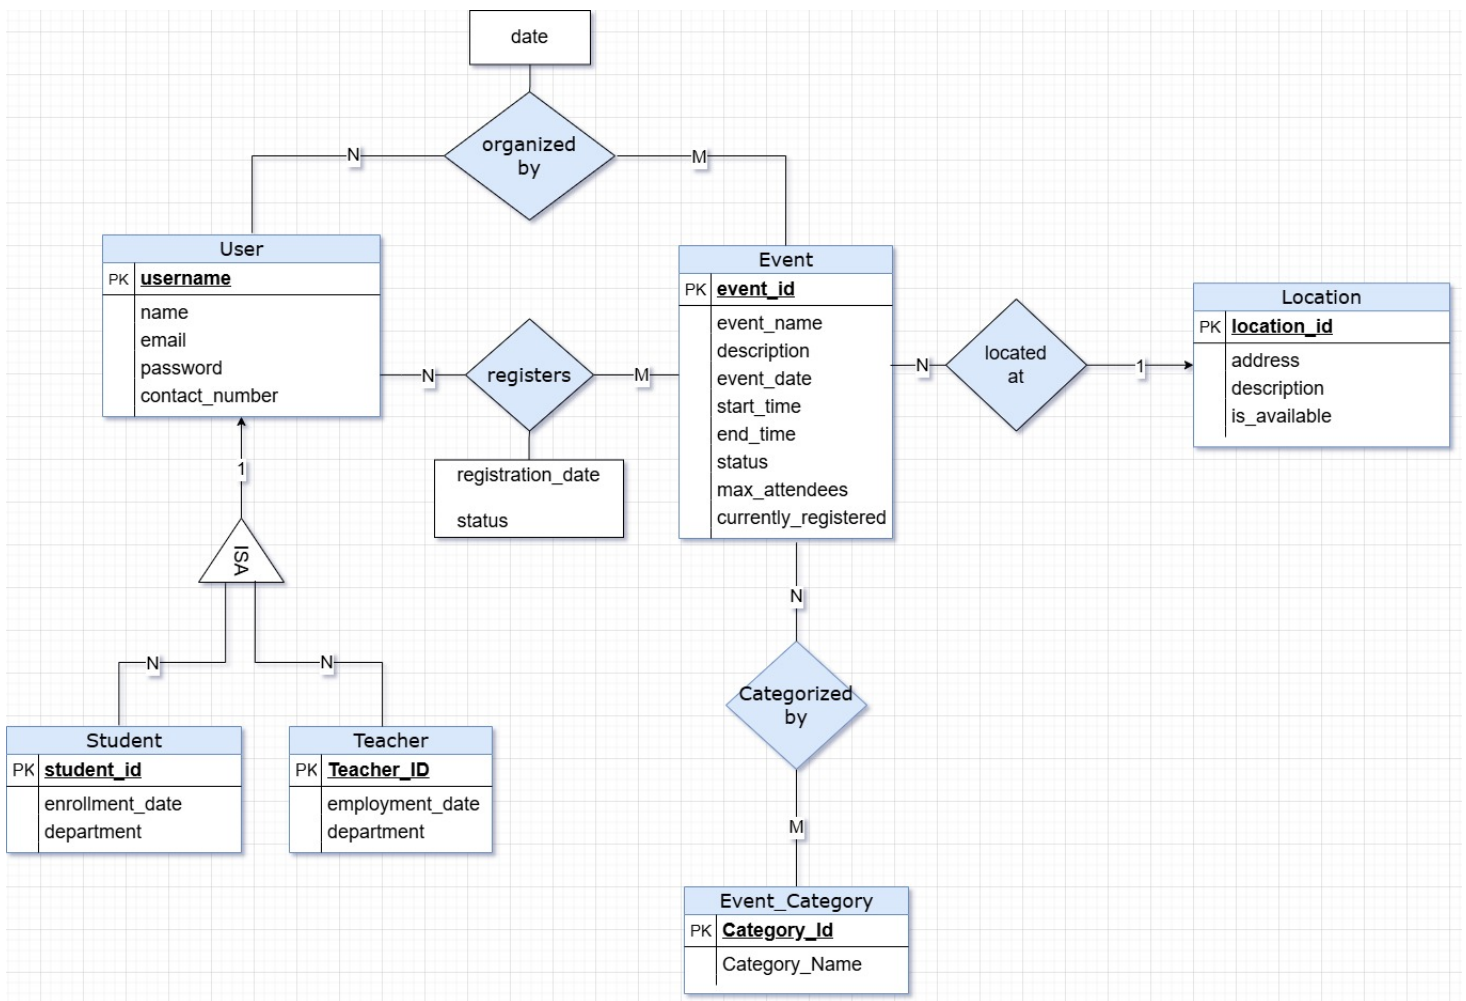 date
organized
by
N
M
User
PK username
name
email
password
contact_number
registers
N
M
registration_date
status
Event
PK event_id
event_name
description
event_date
start_time
end_time
status
max_attendees
currently_registered
N
located
at
1
Location
PK location_id
address
description
is_available
1
ISA
N
N
Student
PK student_id
enrollment_date
department
Teacher
PK Teacher_ID
employment_date
department
N
Categorized
by
M
Event_Category
PK Category_Id
Category_Name